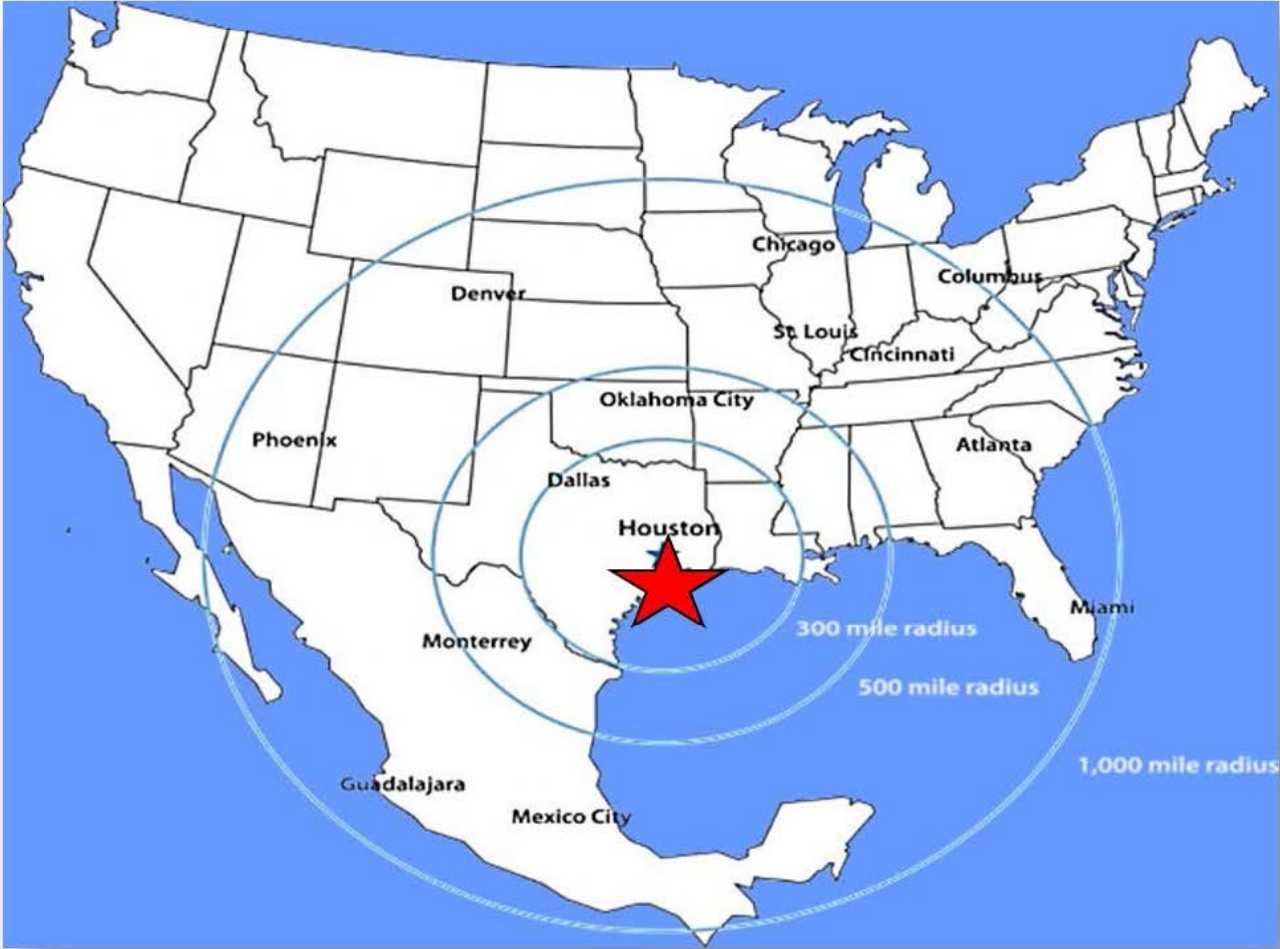 Chicago
Columbus
Denver
St. Louis
Cincinnati
Oklahoma City
Phoenix
Atlanta
Dallas
Houston
Miami
300 mile radius
Monterrey
500 mile radius
1,000 mile radius
Guadalajara
Mexico City